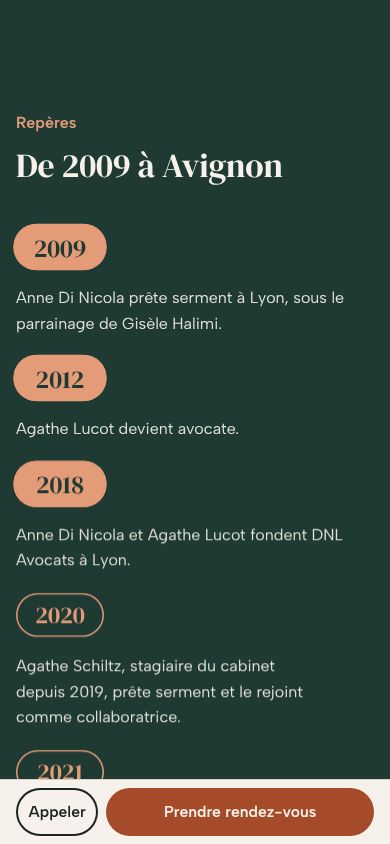 Repères
De 2009 à Avignon
2009
Anne Di Nicola prête serment à Lyon, sous le
parrainage de Gisèle Halimi.
2012
Agathe Lucot devient avocate.
2018
Anne Di Nicola et Agathe Lucot fondent DNL
Avocats à Lyon.
2020
Agathe Schiltz, stagiaire du cabinet
depuis 2019, prête serment et le rejoint
comme collaboratrice.
2021
Appeler
Prendre rendez-vous